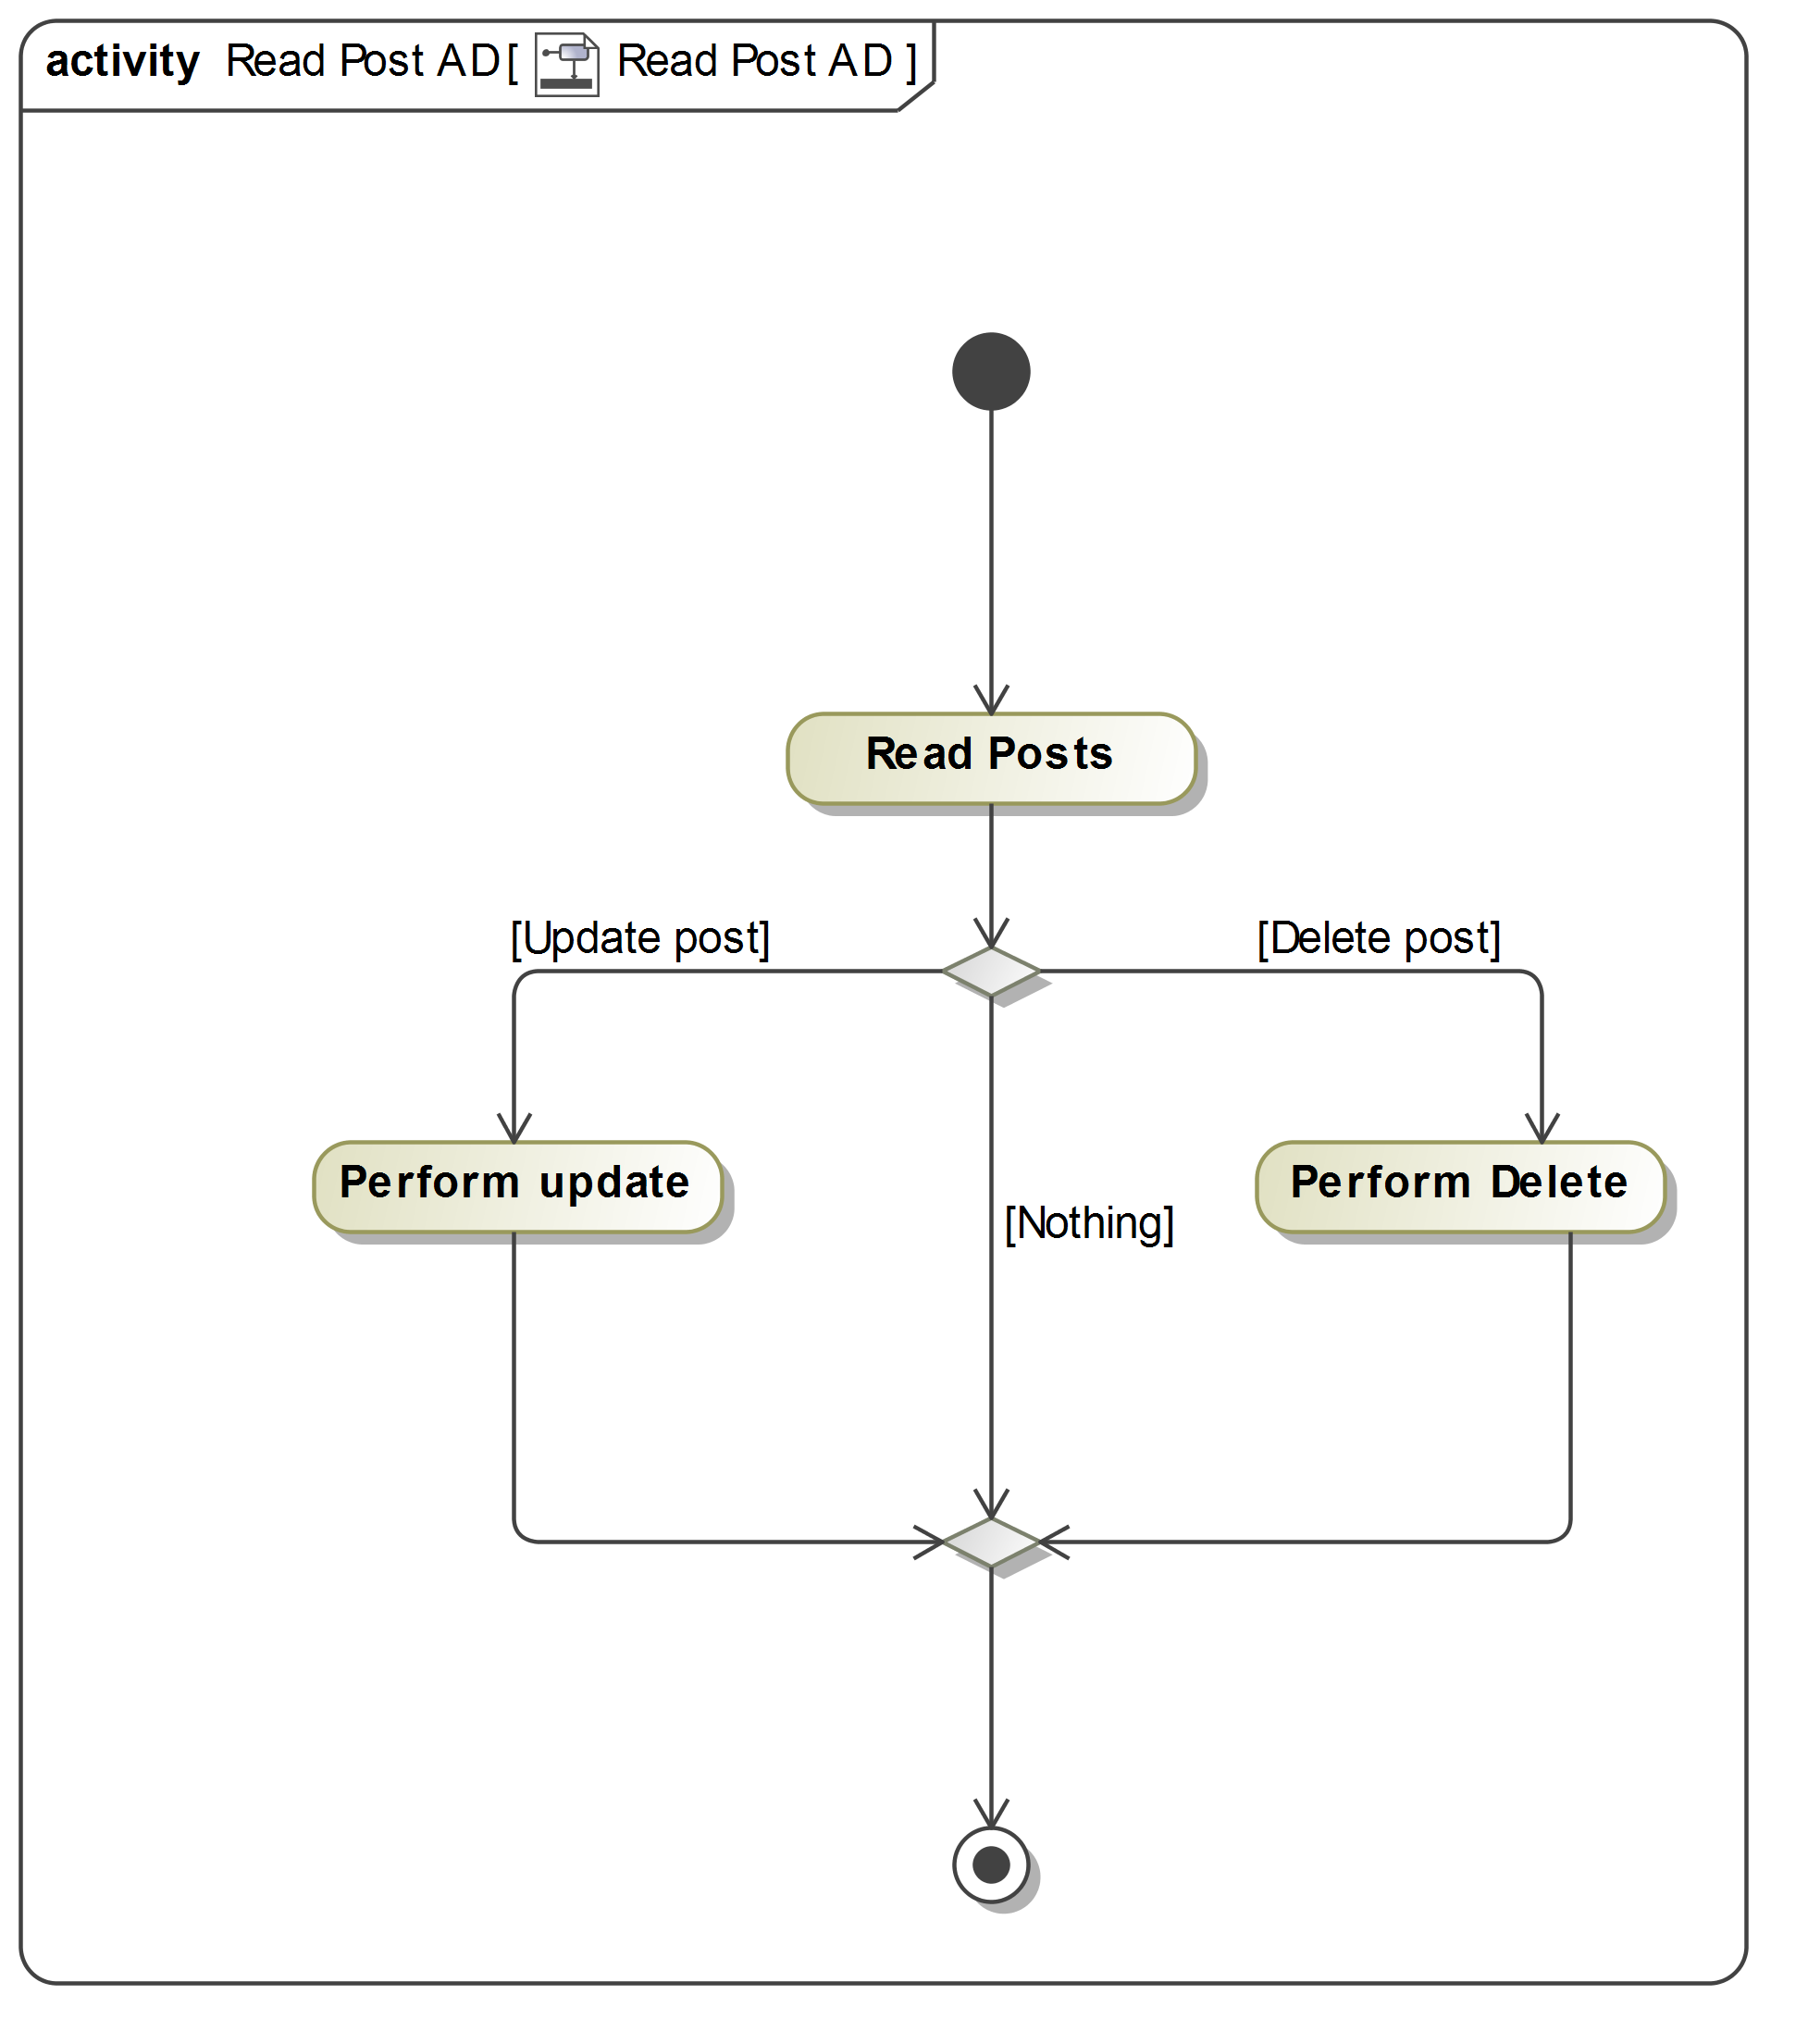 activity Read Post AD[ Read Post AD ]
Read Posts
[Update post]
[Delete post]
Perform update
Perform Delete
[Nothing]